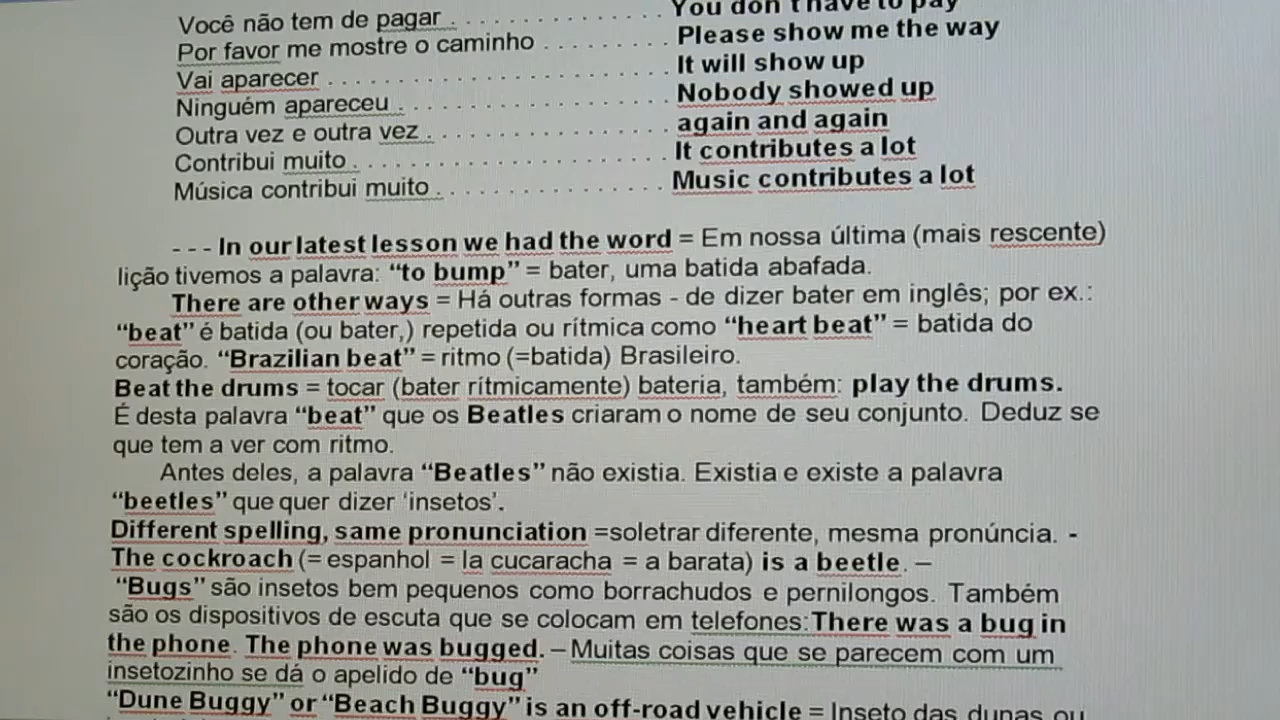 Você não tem de pagar . . . . . . . . . . . . . . . . You don't have to pay
Por favor me mostre o caminho . . . . . . . . . Please show me the way
Vai aparecer . . . . . . . . . . . . . . . . . . . . . . . . . It will show up
Ninguém apareceu . . . . . . . . . . . . . . . . . . . . Nobody showed up
Outra vez e outra vez . . . . . . . . . . . . . . . . . . again and again
Contribui muito . . . . . . . . . . . . . . . . . . . . . . . It contributes a lot
Música contribui muito . . . . . . . . . . . . . . . . . Music contributes a lot
- - - In our latest lesson we had the word = Em nossa última (mais rescente)
lição tivemos a palavra: “to bump” = bater, uma batida abafada.
There are other ways = Há outras formas - de dizer bater em inglês; por ex.:
“beat” é batida (ou bater,) repetida ou rítmica como “heart beat” = batida do
coração. “Brazilian beat” = ritmo (=batida) Brasileiro.
Beat the drums = tocar (bater rítmicamente) bateria, também: play the drums.
É desta palavra “beat” que os Beatles criaram o nome de seu conjunto. Deduz se
que tem a ver com ritmo.
Antes deles, a palavra “Beatles” não existia. Existia e existe a palavra
“beetles” que quer dizer ‘insetos’.
Different spelling, same pronunciation =soletrar diferente, mesma pronúncia. -
The cockroach (= espanhol = la cucaracha = a barata) is a beetle. –
“Bugs” são insetos bem pequenos como borrachudos e pernilongos. Também
são os dispositivos de escuta que se colocam em telefones: There was a bug in
the phone. The phone was bugged. – Muitas coisas que se parecem com um
insetozinho se dá o apelido de “bug”
“Dune Buggy” or “Beach Buggy” is an off-road vehicle = Inseto das dunas ou